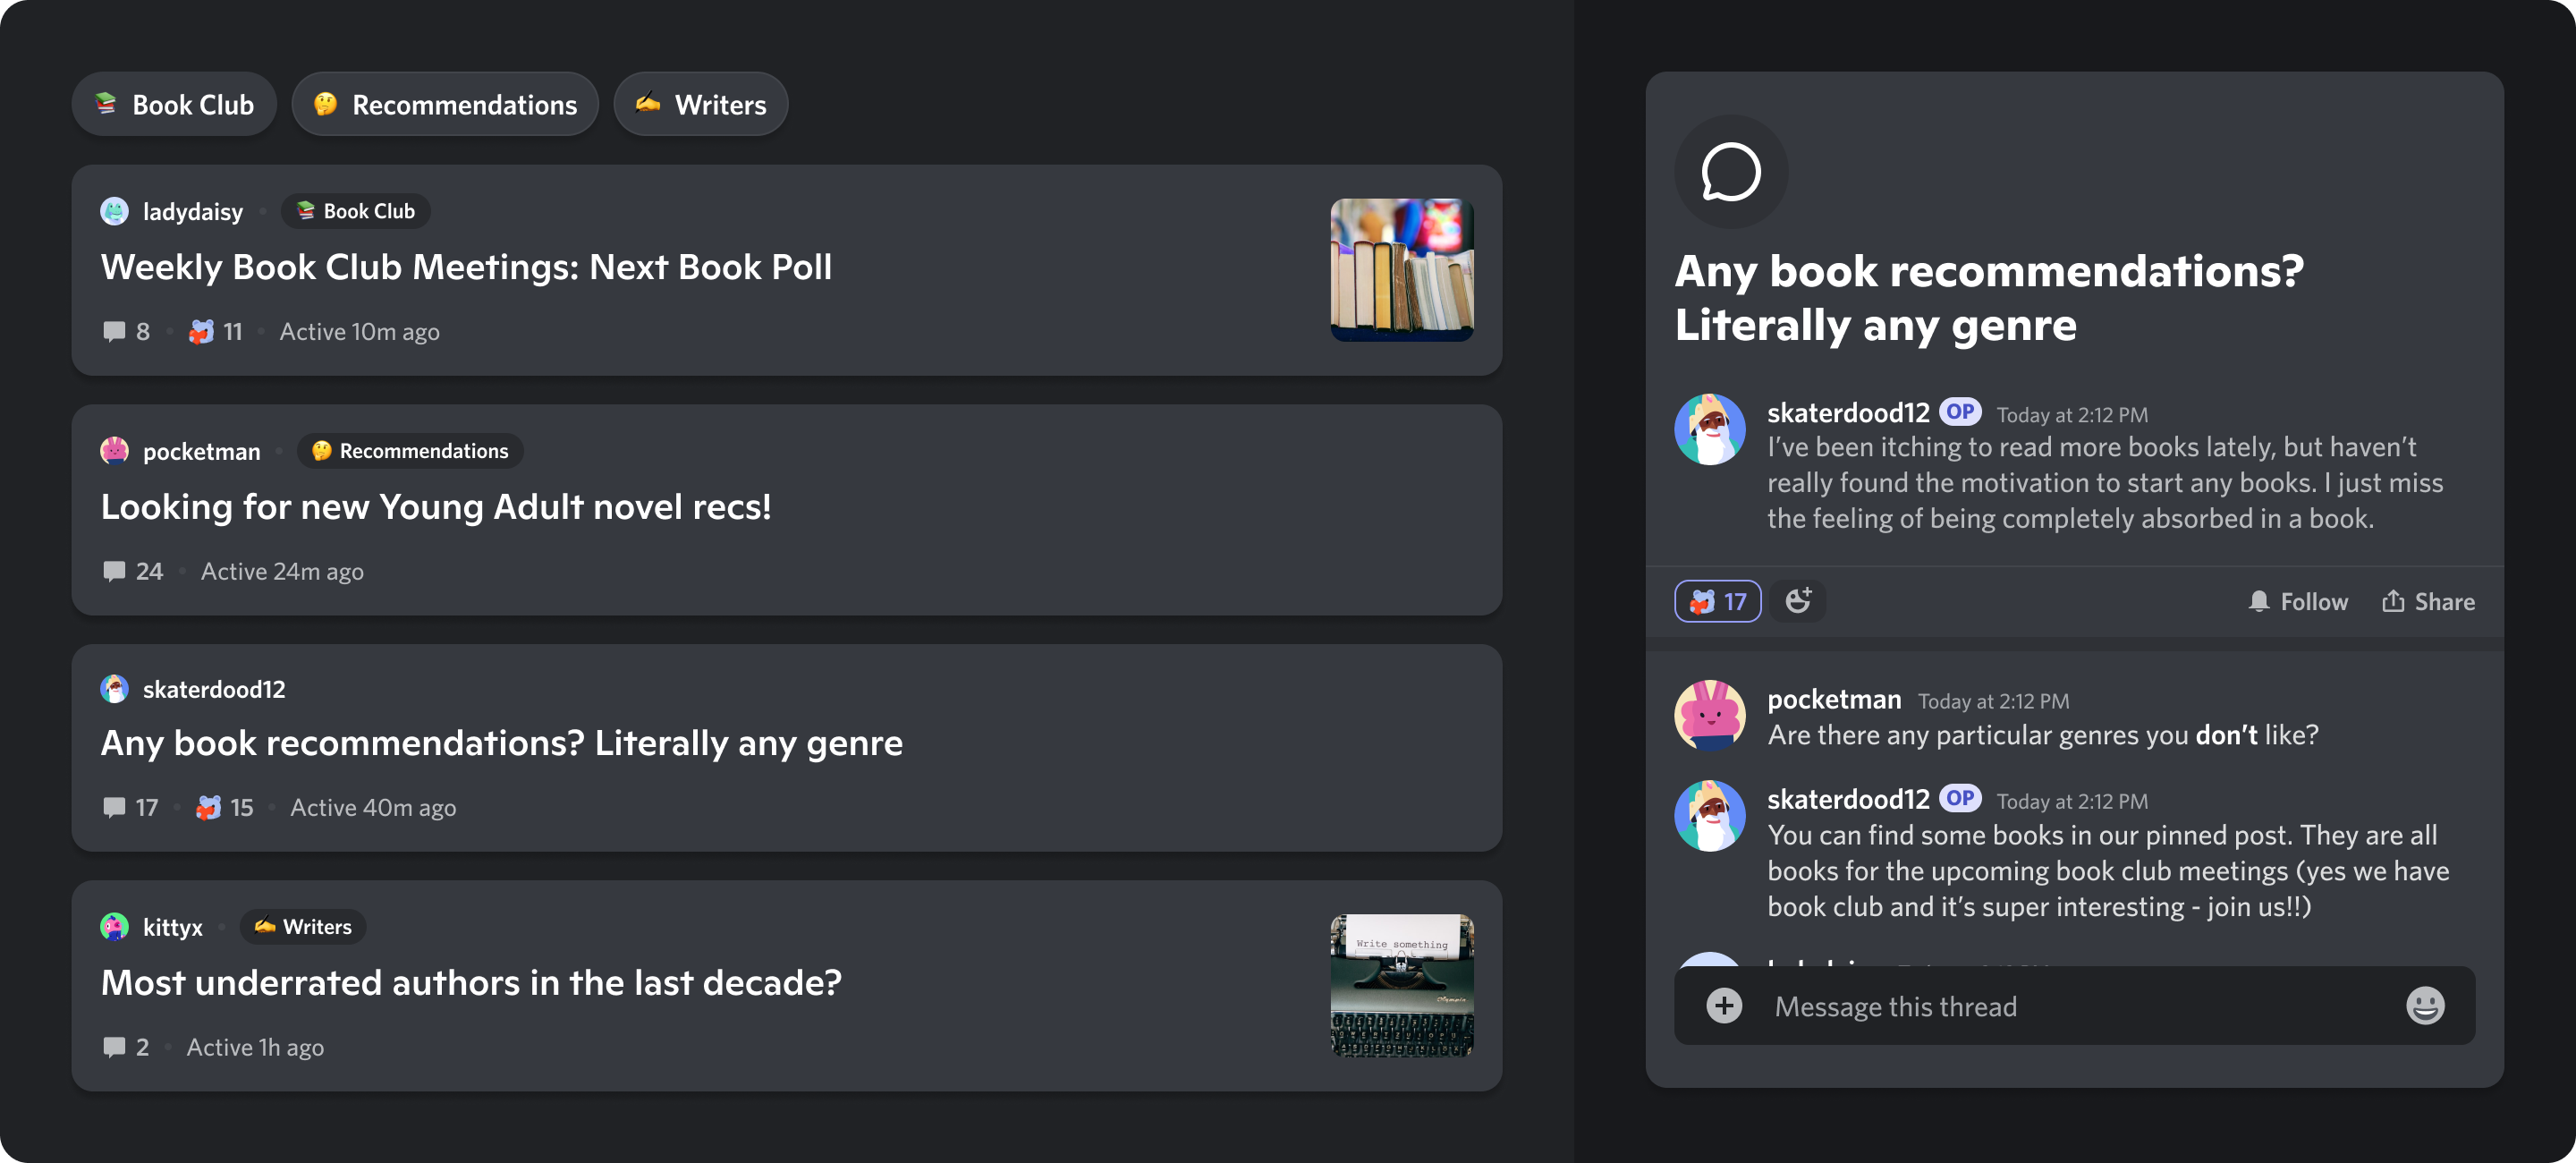 Book Club
Recommendations
Writers
ladydaisy
Book Club
Weekly Book Club Meetings: Next Book Poll
8
11
Active 10m ago
pocketman
Recommendations
Looking for new Young Adult novel recs!
24
Active 24m ago
skaterdood12
Any book recommendations? Literally any genre
17
15
Active 40m ago
kittyx
Writers
Most underrated authors in the last decade?
2
Active 1h ago
Write something
Olympia
Any book recommendations?
Literally any genre
skaterdood12 OP Today at 2:12 PM
I’ve been itching to read more books lately, but haven’t
really found the motivation to start any books. I just miss
the feeling of being completely absorbed in a book.
17
Follow
Share
pocketman Today at 2:12 PM
Are there any particular genres you don’t like?
skaterdood12 OP Today at 2:12 PM
You can find some books in our pinned post. They are all
books for the upcoming book club meetings (yes we have
book club and it’s super interesting - join us!!)
Message this thread